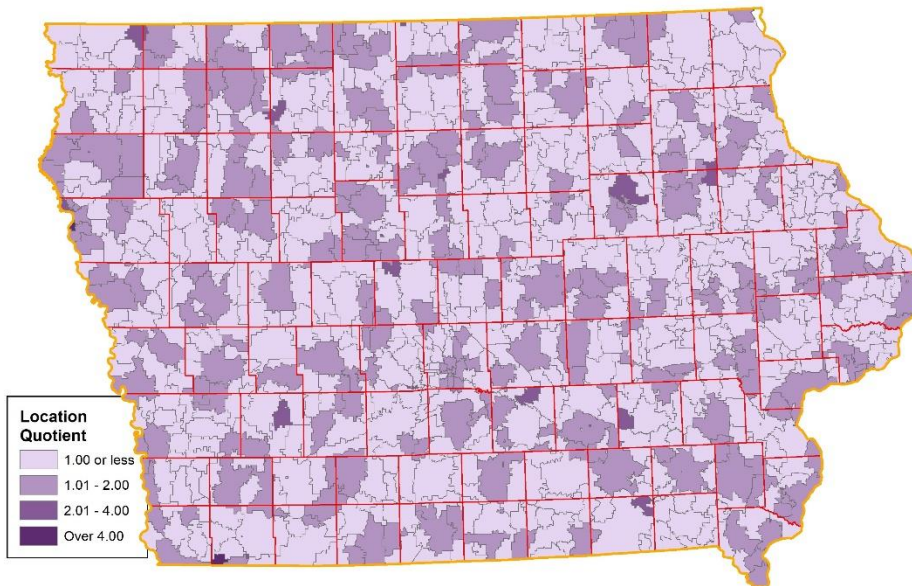 Location
Quotient
1.00 or less
1.01 - 2.00
2.01 - 4.00
Over 4.00